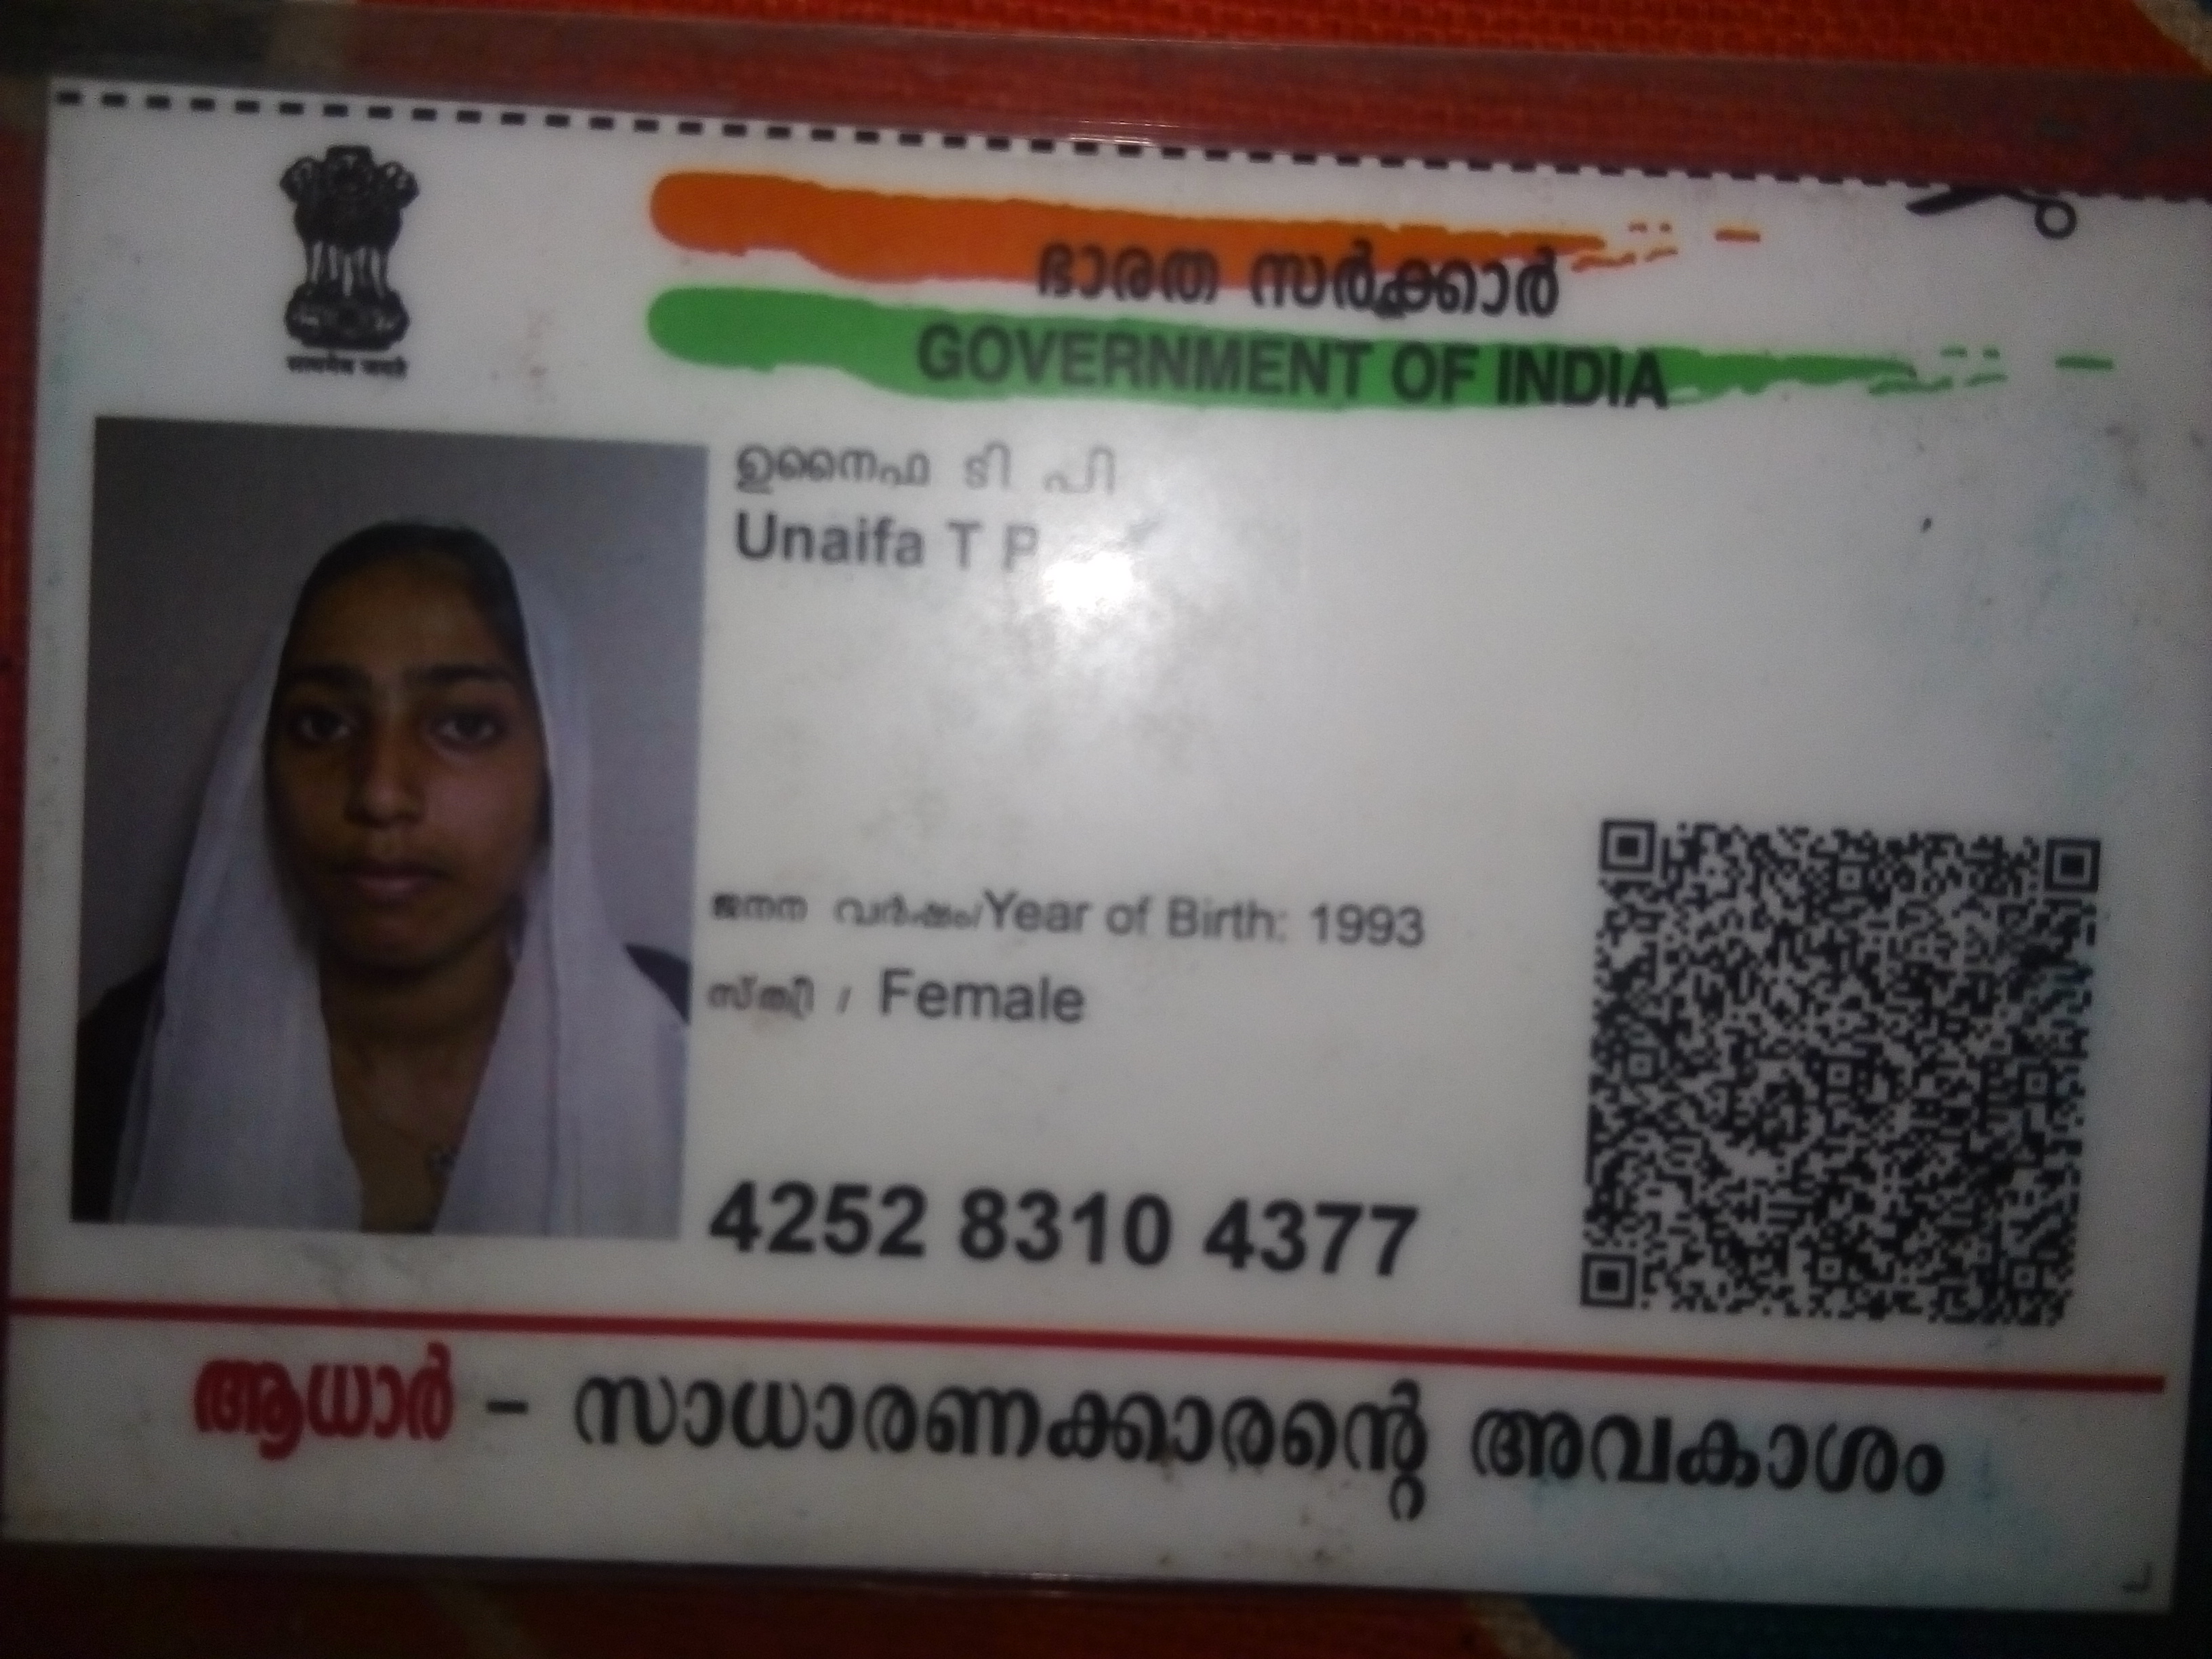 ഭാരത സർക്കാർ
GOVERNMENT OF INDIA
सत्यमेव जयते
ഉനൈഫ ടി പി
Unaifa T P
ജനന വർഷം/Year of Birth: 1993
സ്ത്രീ / Female
4252 8310 4377
ആധാർ - സാധാരണക്കാരന്റെ അവകാശം